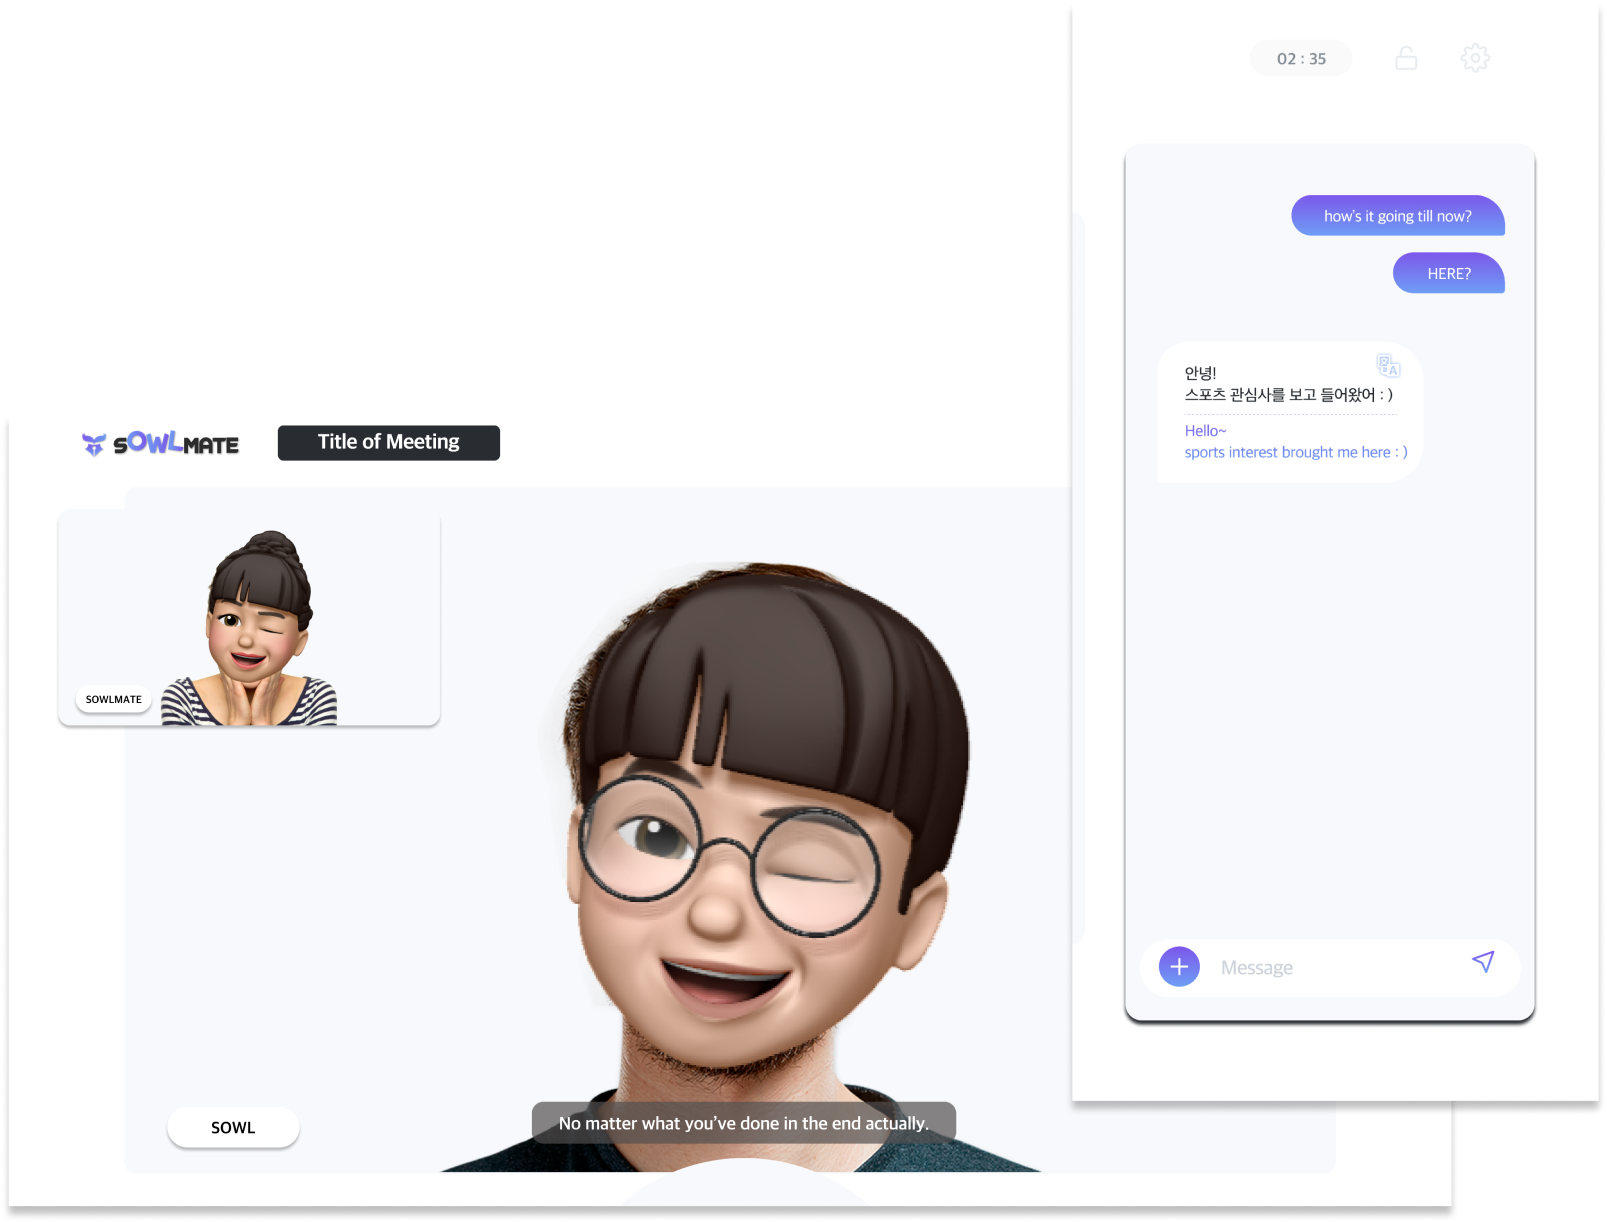 02 : 35
how's it going till now?
HERE?
안녕!
스포츠 관심사를 보고 들어왔어 : )
Hello~
sports interest brought me here : )
Message
SOWLMATE
Title of Meeting
SOWLMATE
SOWL
No matter what you've done in the end actually.